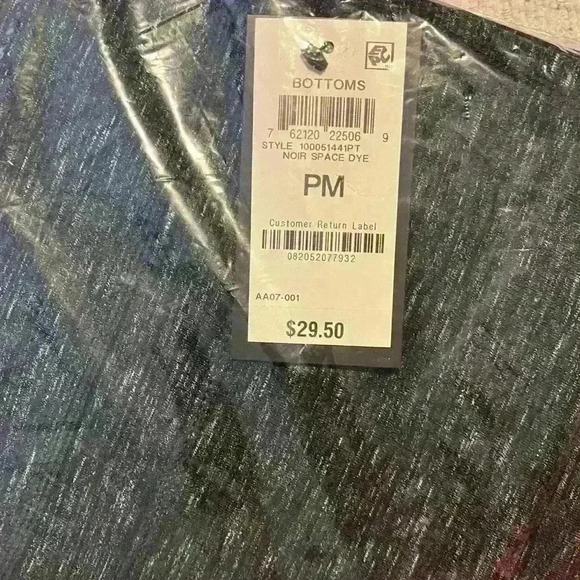 BOTTOMS
7 62120 22506 9
STYLE 100051441PT
NOIR SPACE DYE
PM
Customer Return Label
082052077932
AA07-001
$29.50